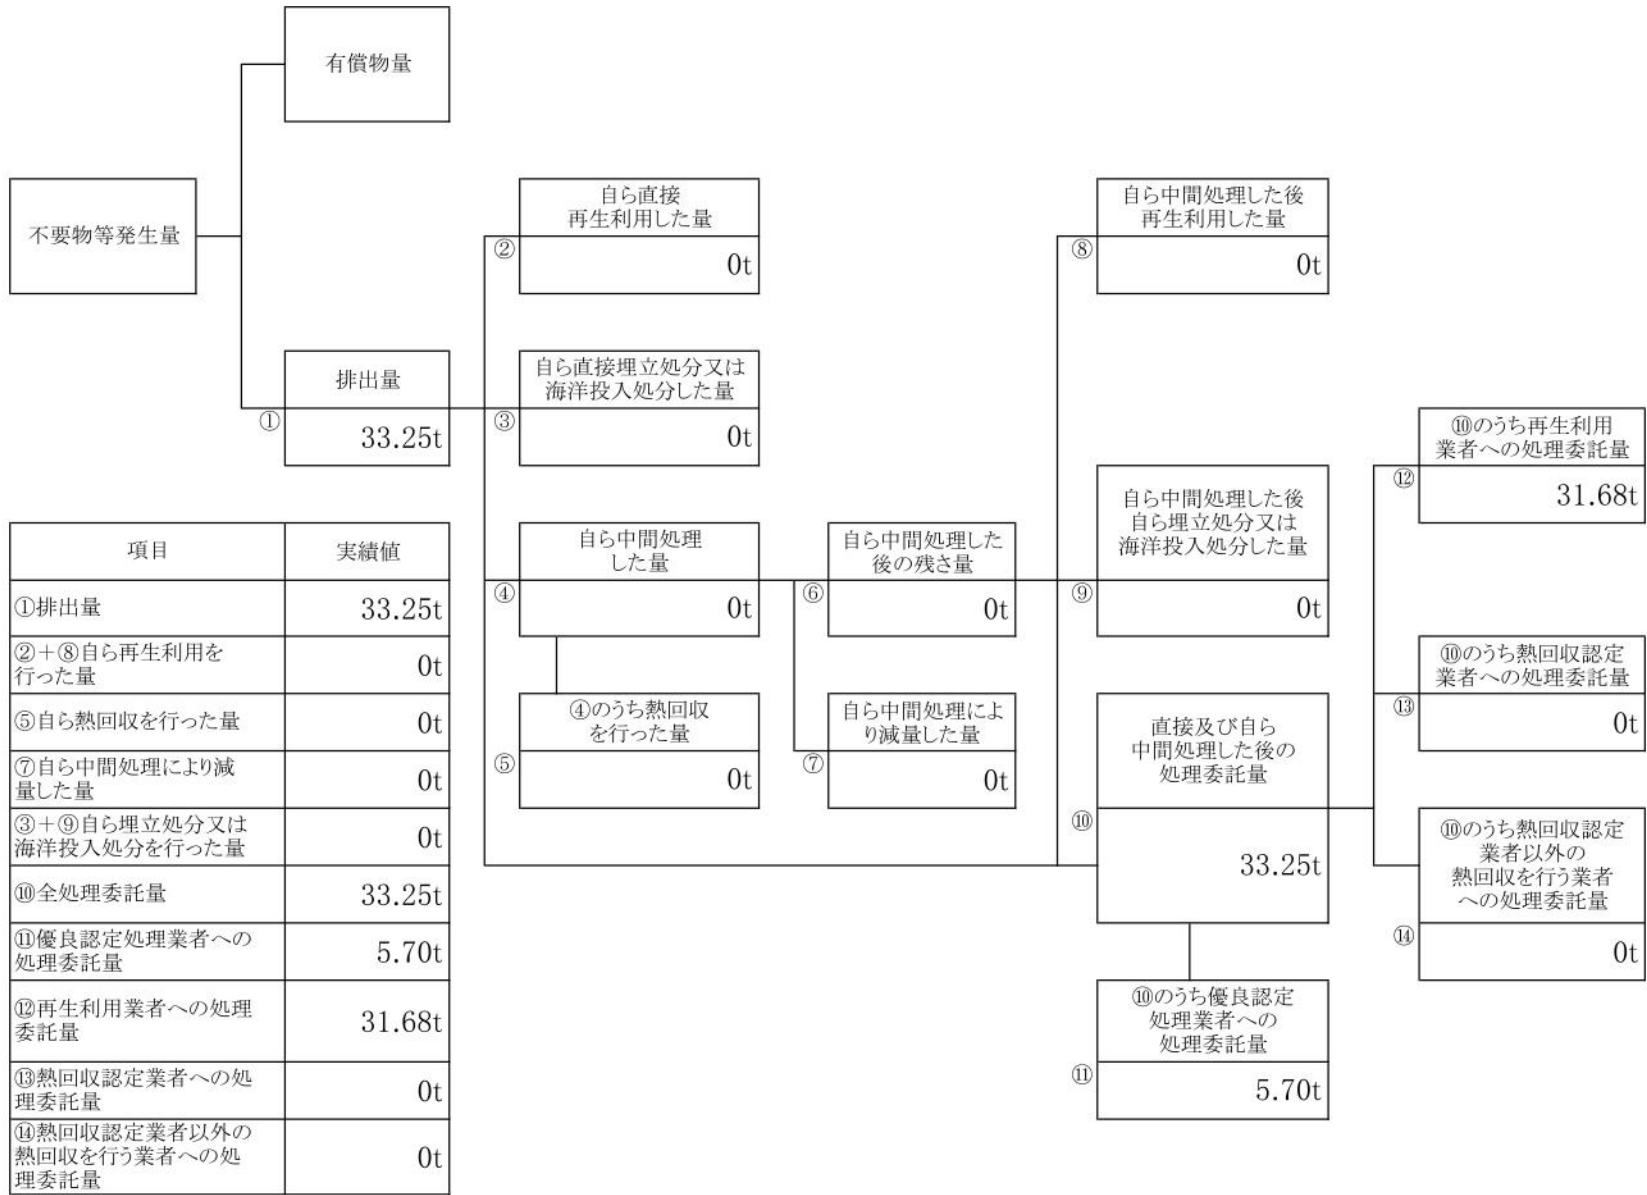 有償物量
不要物等発生量
自ら直接
再生利用した量
②
0t
自ら中間処理した後
再生利用した量
⑧
0t
排出量
①
33.25t
自ら直接埋立処分又は
海洋投入処分した量
③
0t
⑩のうち再生利用
業者への処理委託量
⑫
31.68t
自ら中間処理
した量
④
0t
自ら中間処理した
後の残さ量
⑥
0t
自ら中間処理した後
自ら埋立処分又は
海洋投入処分した量
⑨
0t
⑩のうち熱回収認定
業者への処理委託量
⑬
0t
④のうち熱回収
を行った量
⑤
0t
自ら中間処理によ
り減量した量
⑦
0t
直接及び自ら
中間処理した後の
処理委託量
⑩
33.25t
⑩のうち熱回収認定
業者以外の
熱回収を行う業者
への処理委託量
⑭
0t
⑩のうち優良認定
処理業者への
処理委託量
⑪
5.70t
項目 実績値
①排出量 33.25t
②+⑧自ら再生利用を
行った量 0t
⑤自ら熱回収を行った量 0t
⑦自ら中間処理により減
量した量 0t
③+⑨自ら埋立処分又は
海洋投入処分を行った量 0t
⑩全処理委託量 33.25t
⑪優良認定処理業者への
処理委託量 5.70t
⑫再生利用業者への処理
委託量 31.68t
⑬熱回収認定業者への処
理委託量 0t
⑭熱回収認定業者以外の
熱回収を行う業者への処
理委託量 0t